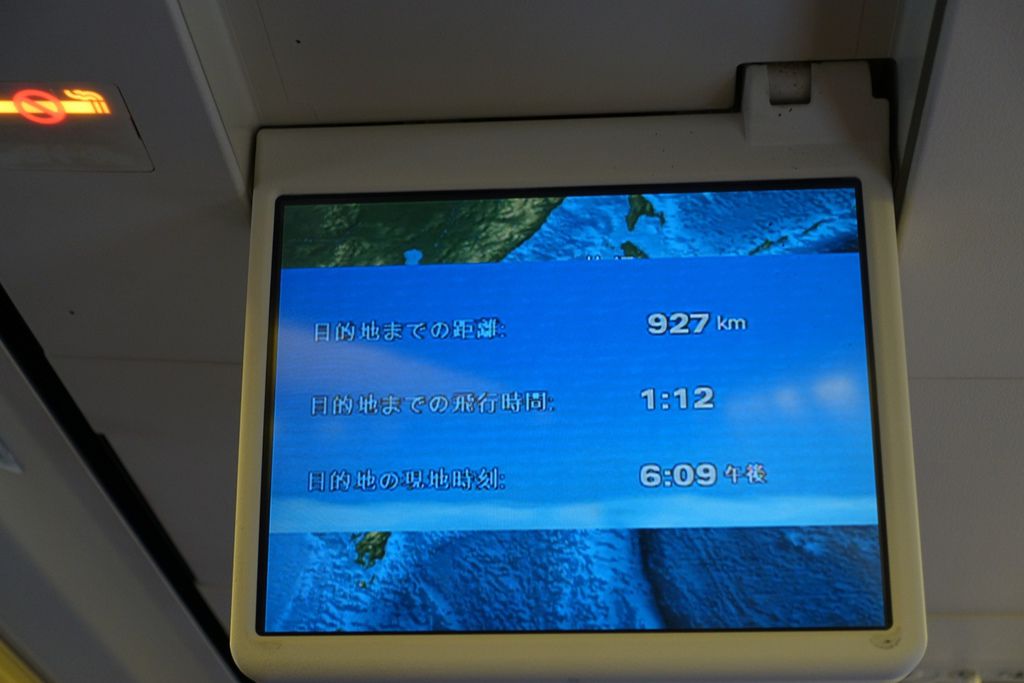 目的地までの距離: 927 km
目的地までの飛行時間: 1:12
目的地の現地時刻: 6:09 午後